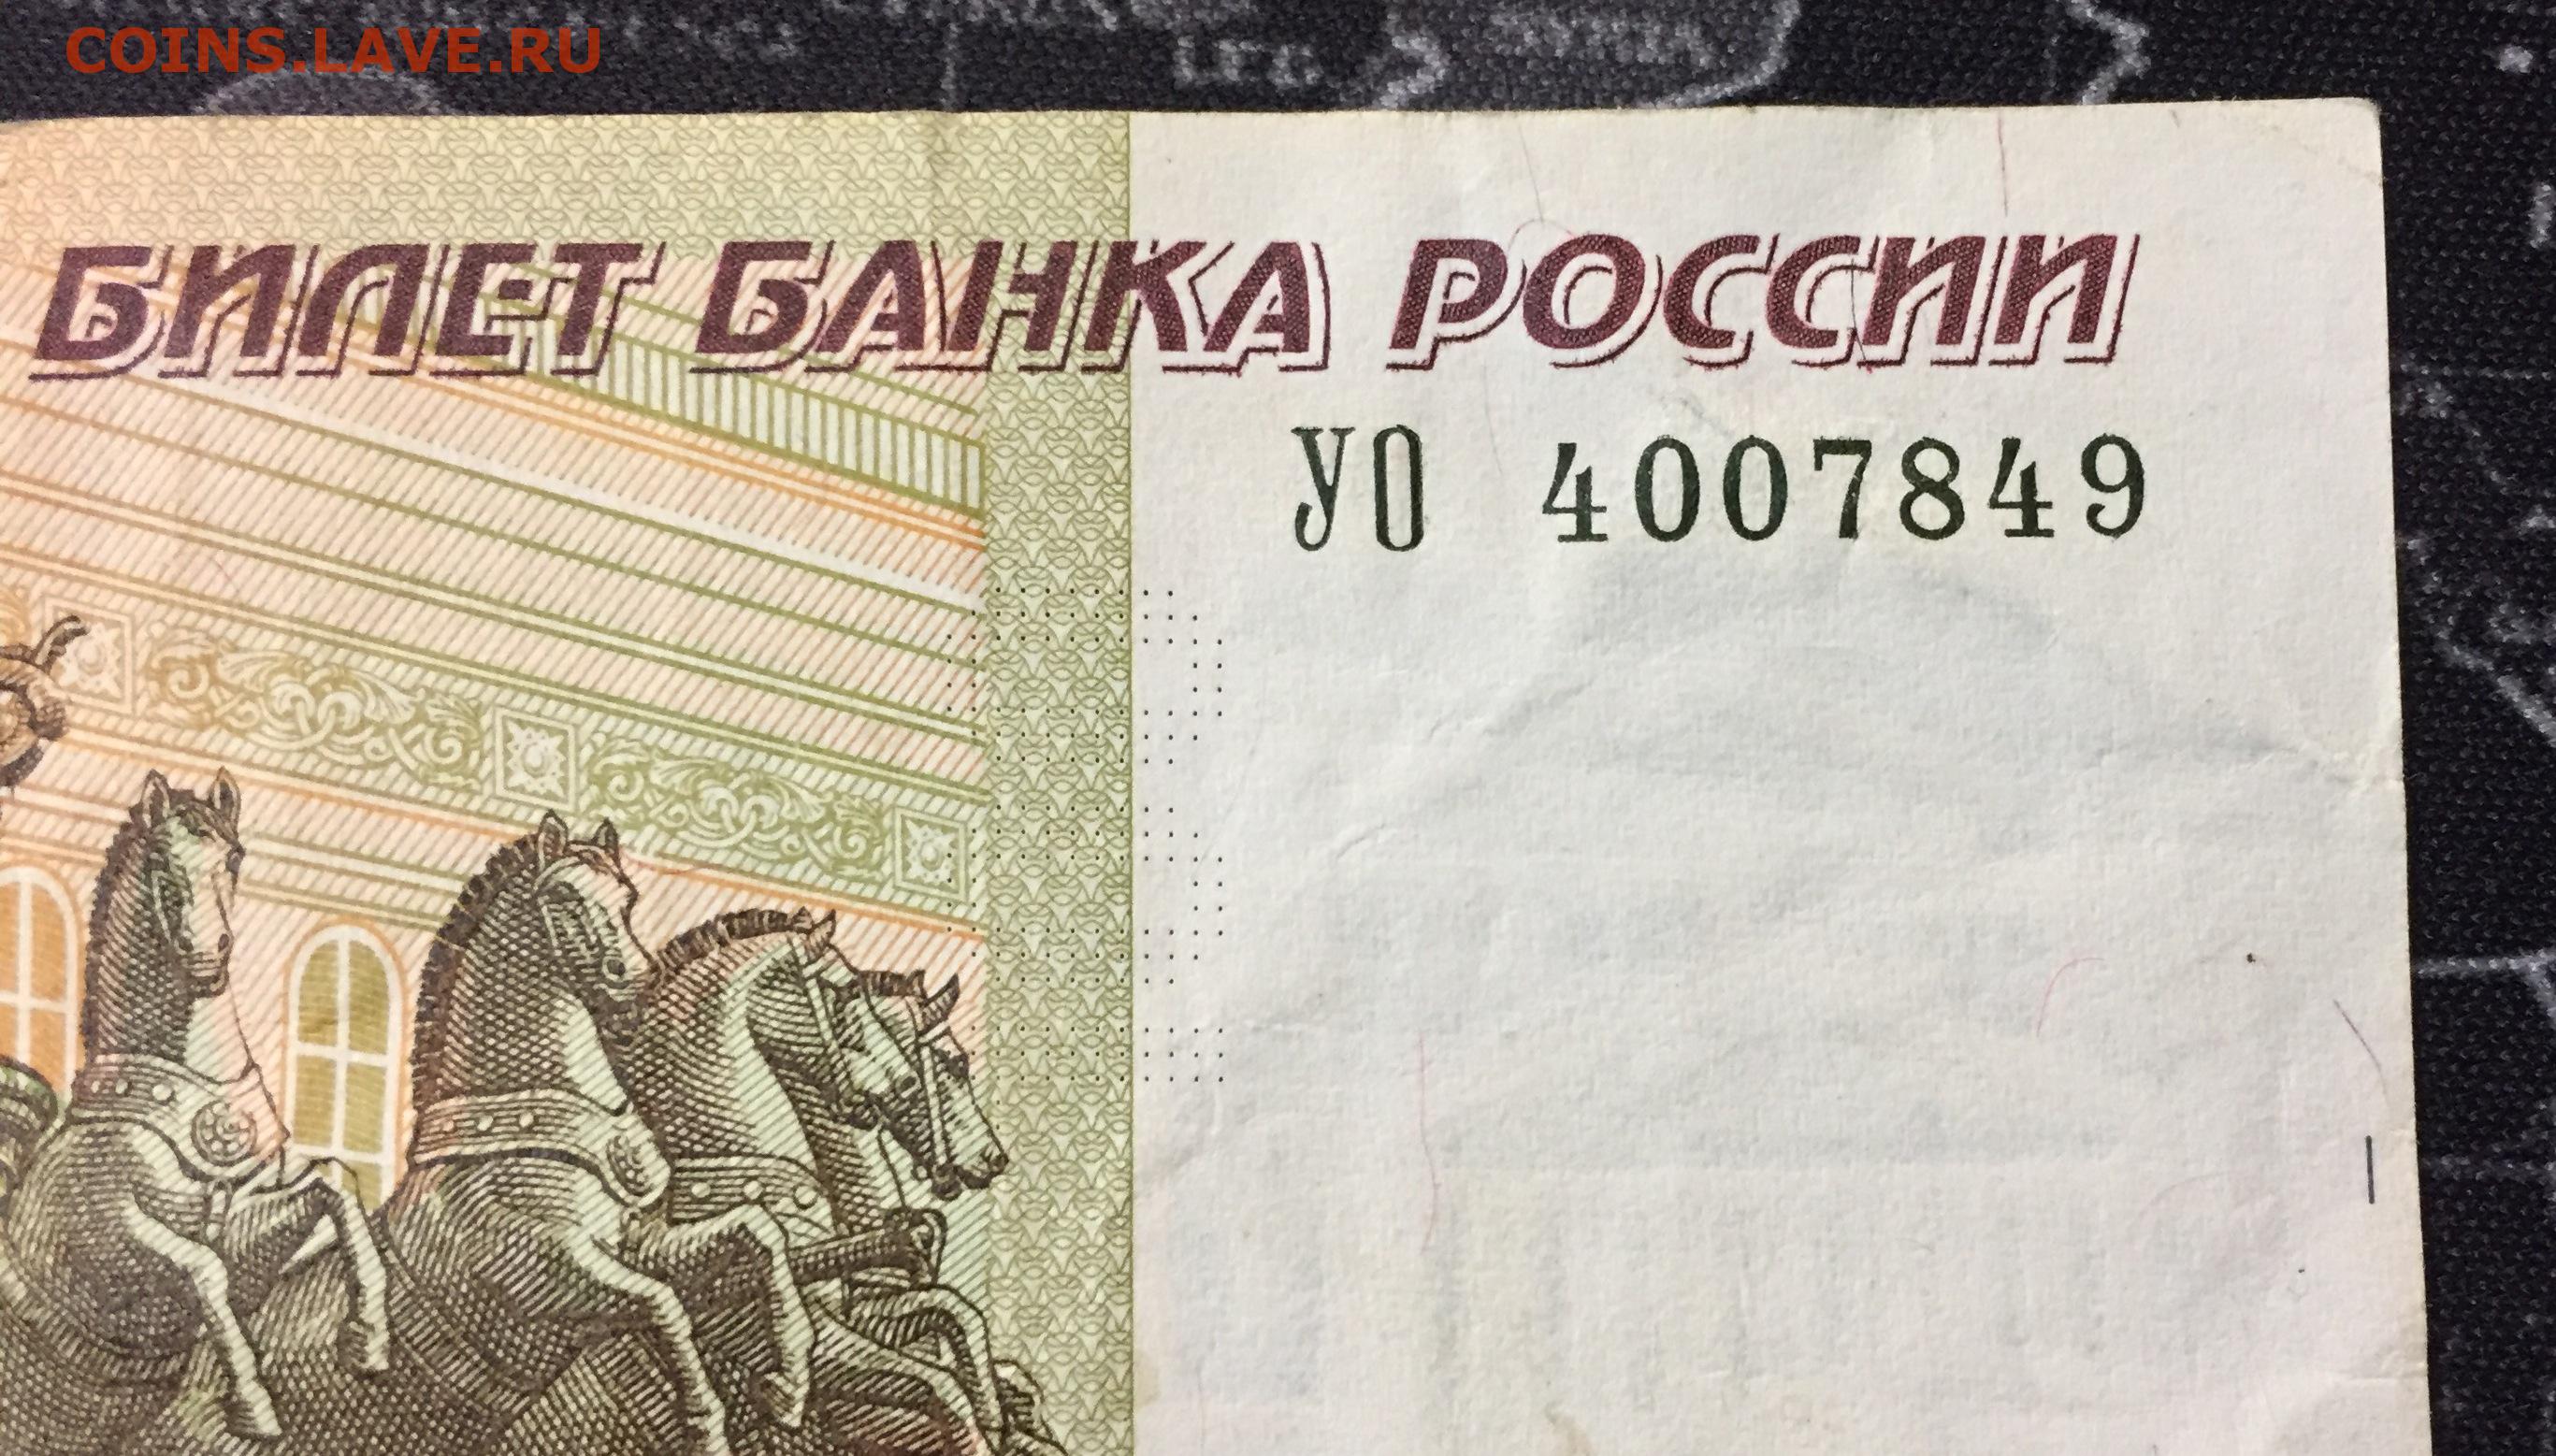 COINS.LAVE.RU
БИЛЕТ БАНКА РОССИИ
УО 4007849